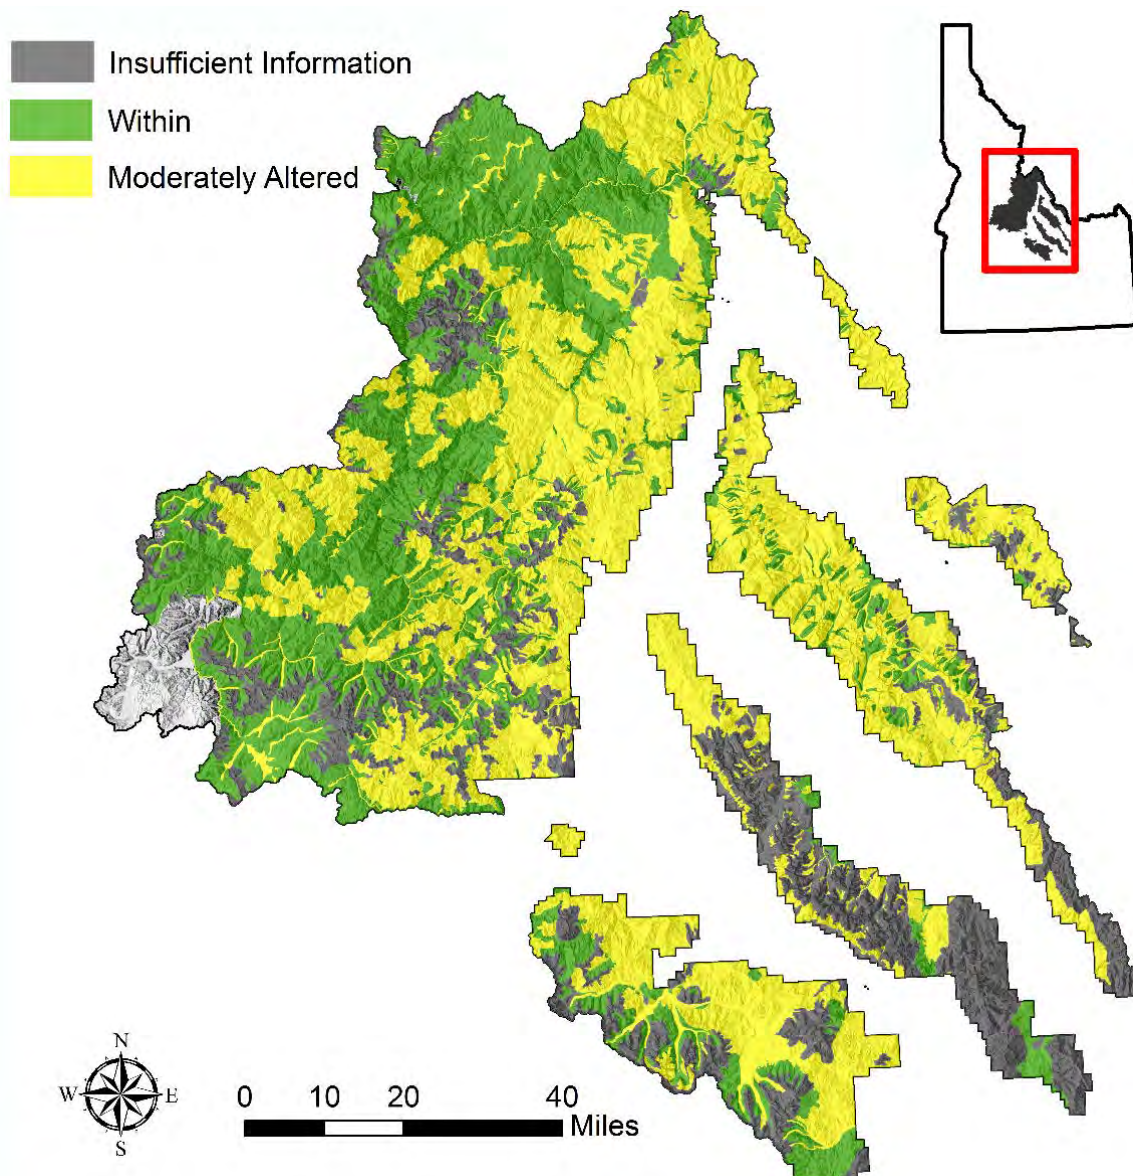 Insufficient Information
Within
Moderately Altered
N
W E
S
0 10 20 40
Miles